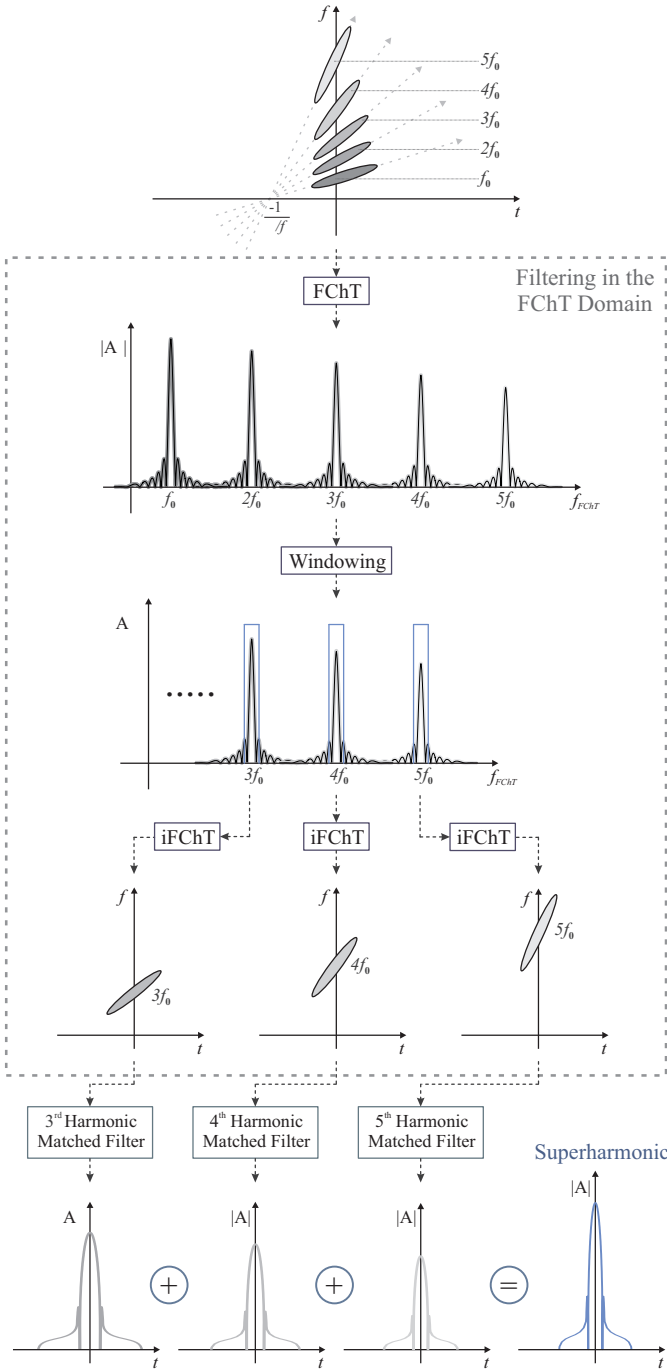 f
5f₀
4f₀
3f₀
2f₀
f₀
-1
/f
t
Filtering in the
FChT Domain
FChT
|A |
f₀ 2f₀ 3f₀ 4f₀ 5f₀ f_FChT
Windowing
A
3f₀ 4f₀ 5f₀ f_FChT
iFChT iFChT iFChT
f f f
3f₀ 4f₀ 5f₀
t t t
3rd Harmonic
Matched Filter
4th Harmonic
Matched Filter
5th Harmonic
Matched Filter
Superharmonic
A |A| |A| |A|
+ + =
t t t t